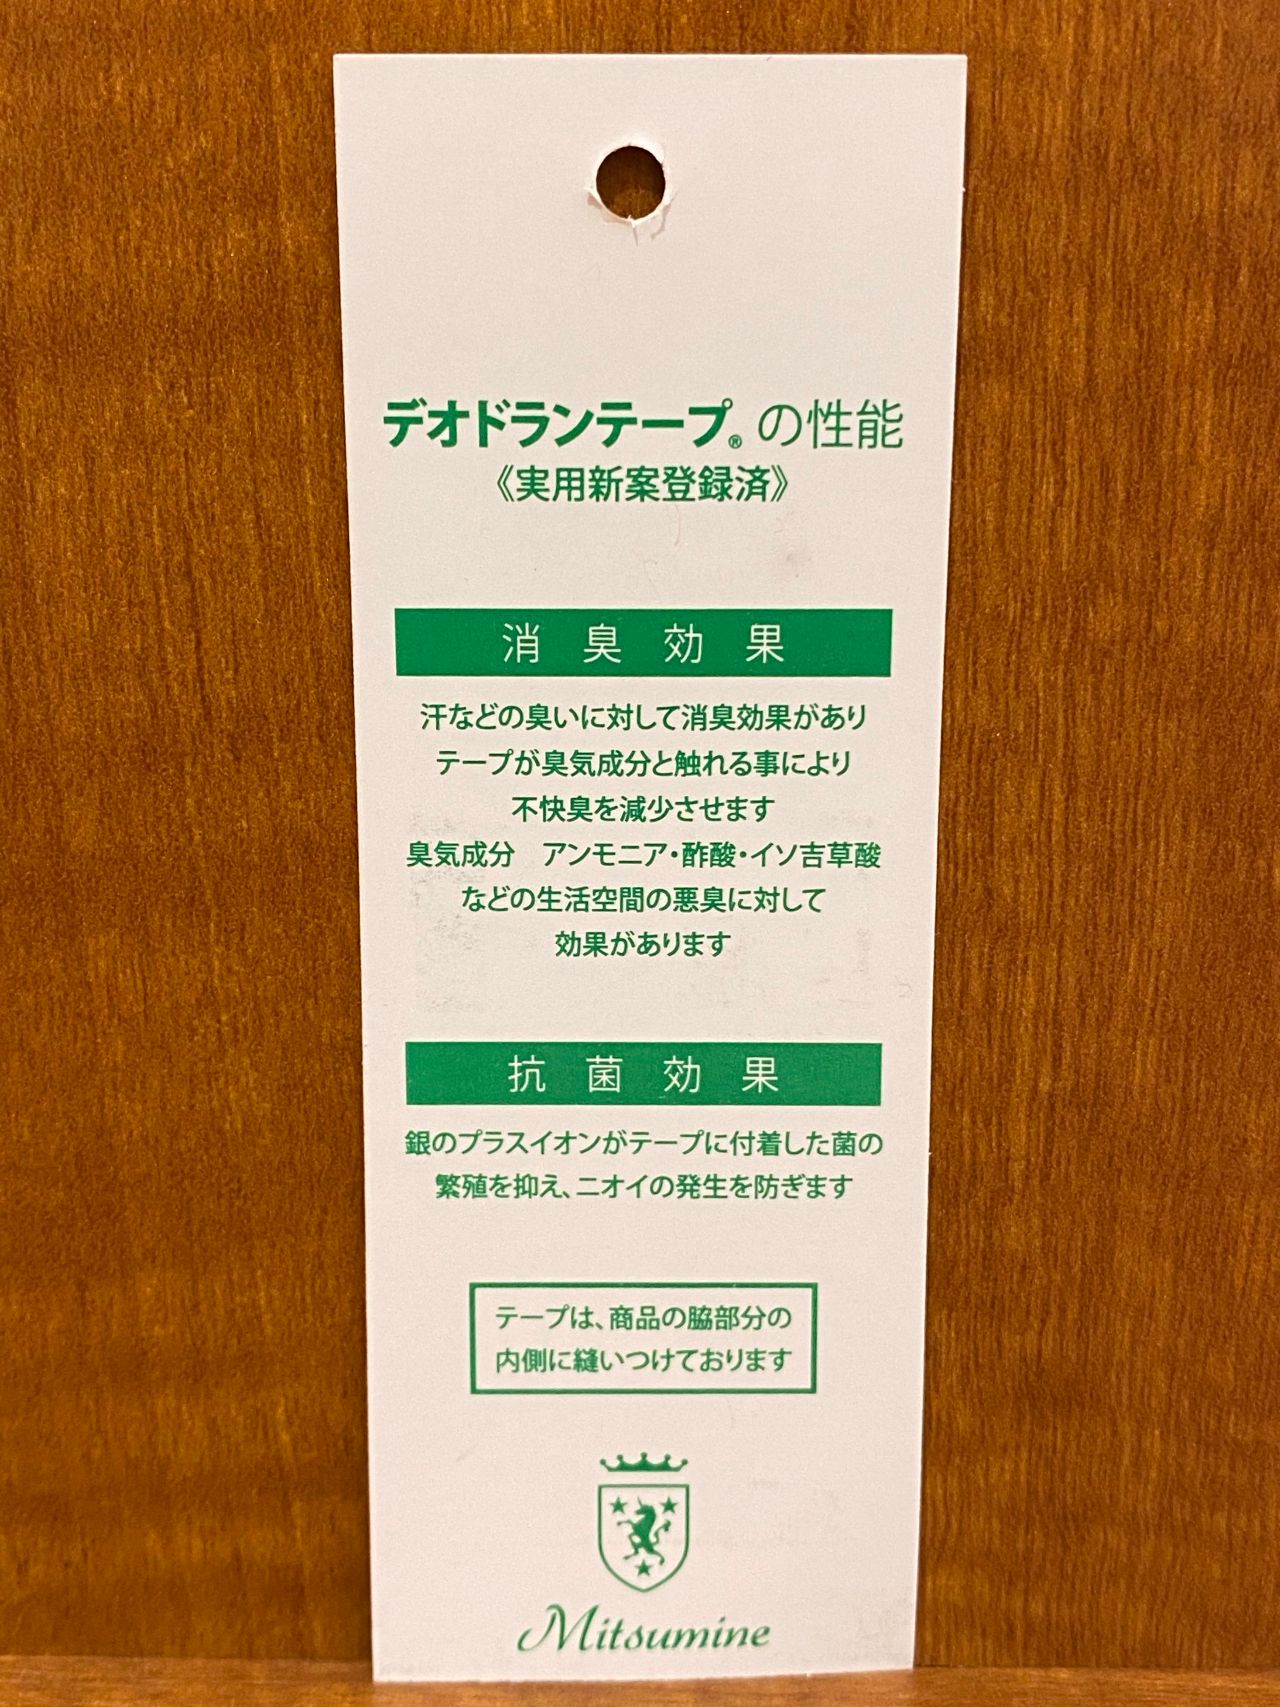 デオドランテープ® の性能
《実用新案登録済》
消臭効果
汗などの臭いに対して消臭効果があり
テープが臭気成分と触れる事により
不快臭を減少させます
臭気成分　アンモニア・酢酸・イソ吉草酸
などの生活空間の悪臭に対して
効果があります
抗菌効果
銀のプラスイオンがテープに付着した菌の
繁殖を抑え、ニオイの発生を防ぎます
テープは、商品の脇部分の
内側に縫いつけております
Mitsumine